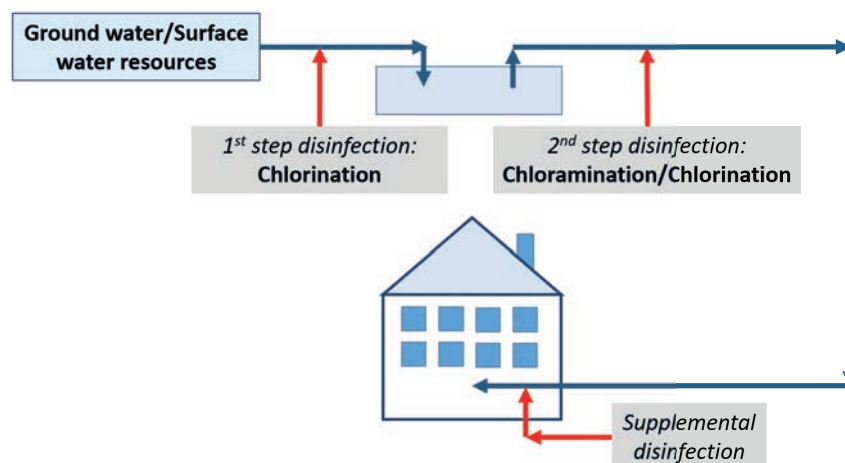 Ground water/Surface
water resources
1st step disinfection:
Chlorination
2nd step disinfection:
Chloramination/Chlorination
Supplemental
disinfection